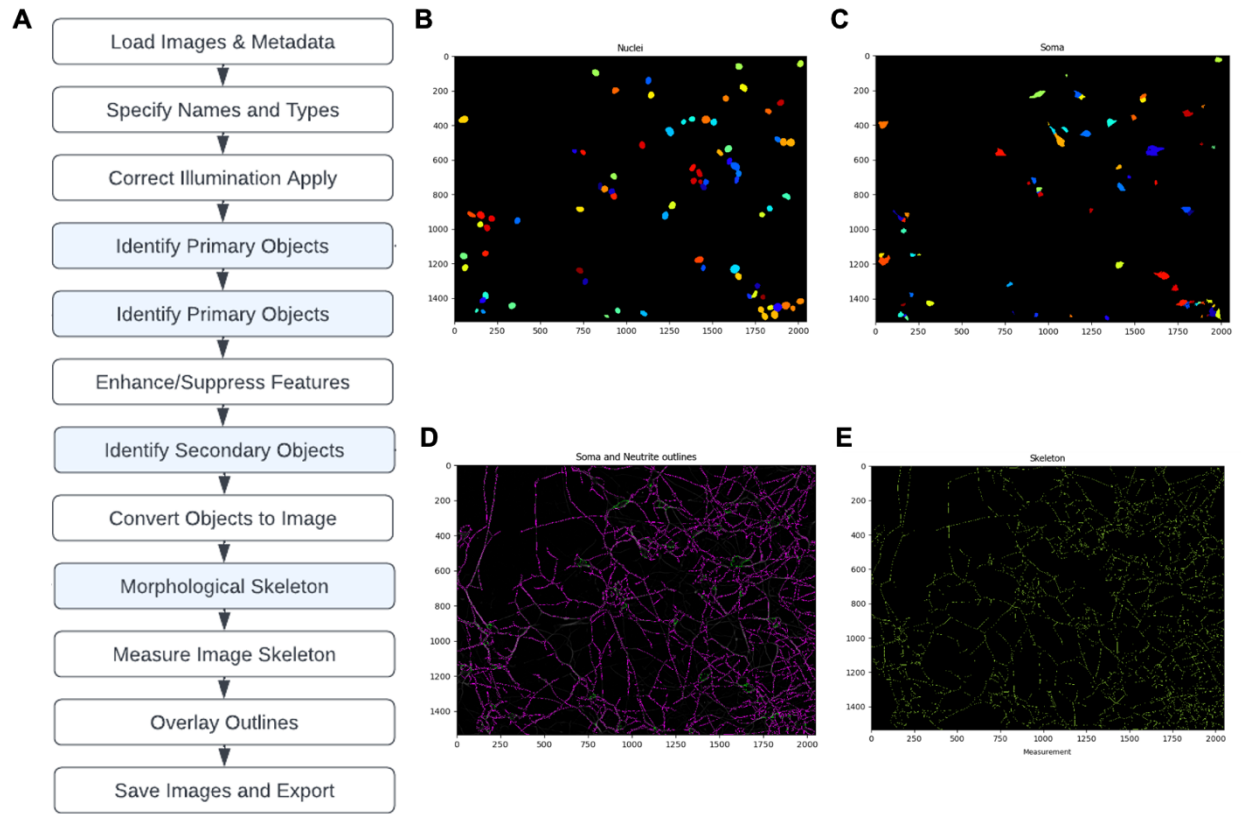 A
Load Images & Metadata
Specify Names and Types
Correct Illumination Apply
Identify Primary Objects
Identify Primary Objects
Enhance/Suppress Features
Identify Secondary Objects
Convert Objects to Image
Morphological Skeleton
Measure Image Skeleton
Overlay Outlines
Save Images and Export
B
Nuclei
0
200
400
600
800
1000
1200
1400
0 250 500 750 1000 1250 1500 1750 2000
C
Soma
0
200
400
600
800
1000
1200
1400
0 250 500 750 1000 1250 1500 1750 2000
D
Soma and Neutrite outlines
0
200
400
600
800
1000
1200
1400
0 250 500 750 1000 1250 1500 1750 2000
E
Skeleton
0
200
400
600
800
1000
1200
1400
0 250 500 750 1000 1250 1500 1750 2000
Measurement